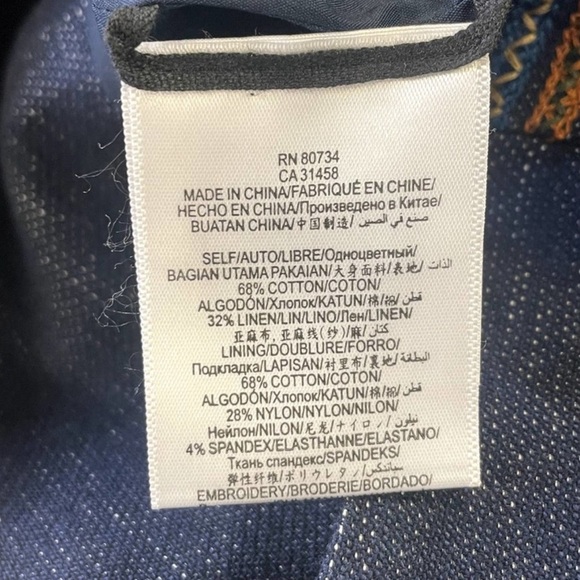 RN 80734
CA 31458
MADE IN CHINA/FABRIQUÉ EN CHINE/
HECHO EN CHINA/Произведено в Китае/
BUATAN CHINA/中国制造/ صنع في الصين
SELF/AUTO/LIBRE/Одноцветный/
BAGIAN UTAMA PAKAIAN/大身面料/表地/ الذات
68% COTTON/COTON/
ALGODÓN/Хлопок/KATUN/棉/綿/ قطن
32% LINEN/LIN/LINO/Лен/LINEN/
亚麻布, 亚麻线(纱)/麻/ كتان
LINING/DOUBLURE/FORRO/
Подкладка/LAPISAN/衬里布/裏地/ البطانة
68% COTTON/COTON/
ALGODÓN/Хлопок/KATUN/棉/綿/ قطن
28% NYLON/NYLON/NILON/
Нейлон/NILON/尼龙/ナイロン/ نيلون
4% SPANDEX/ELASTHANNE/ELASTANO/
Ткань спандекс/SPANDEKS/
弹性纤维/ポリウレタン/ سباندكس
EMBROIDERY/BRODERIE/BORDADO/